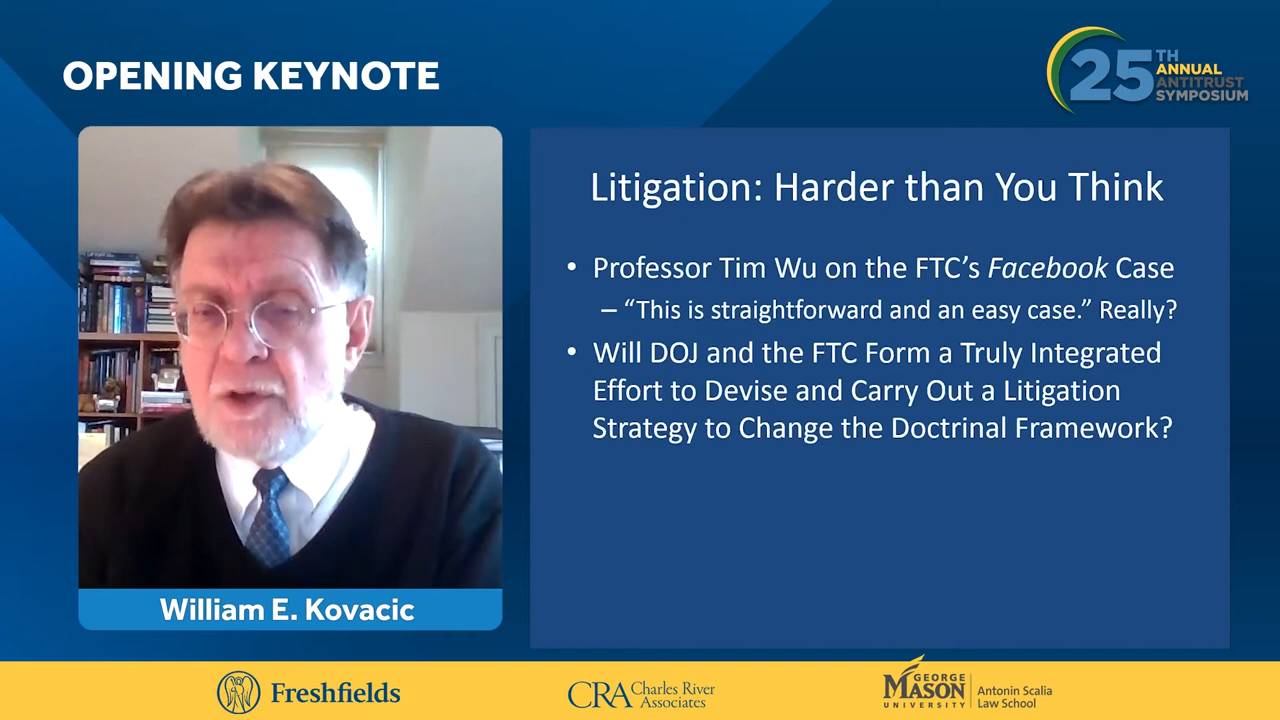 OPENING KEYNOTE
25TH
ANNUAL
ANTITRUST
SYMPOSIUM
Litigation: Harder than You Think
• Professor Tim Wu on the FTC’s Facebook Case
– “This is straightforward and an easy case.” Really?
• Will DOJ and the FTC Form a Truly Integrated
Effort to Devise and Carry Out a Litigation
Strategy to Change the Doctrinal Framework?
William E. Kovacic
Freshfields
CRA Charles River
Associates
GEORGE
MASON
UNIVERSITY
Antonin Scalia
Law School